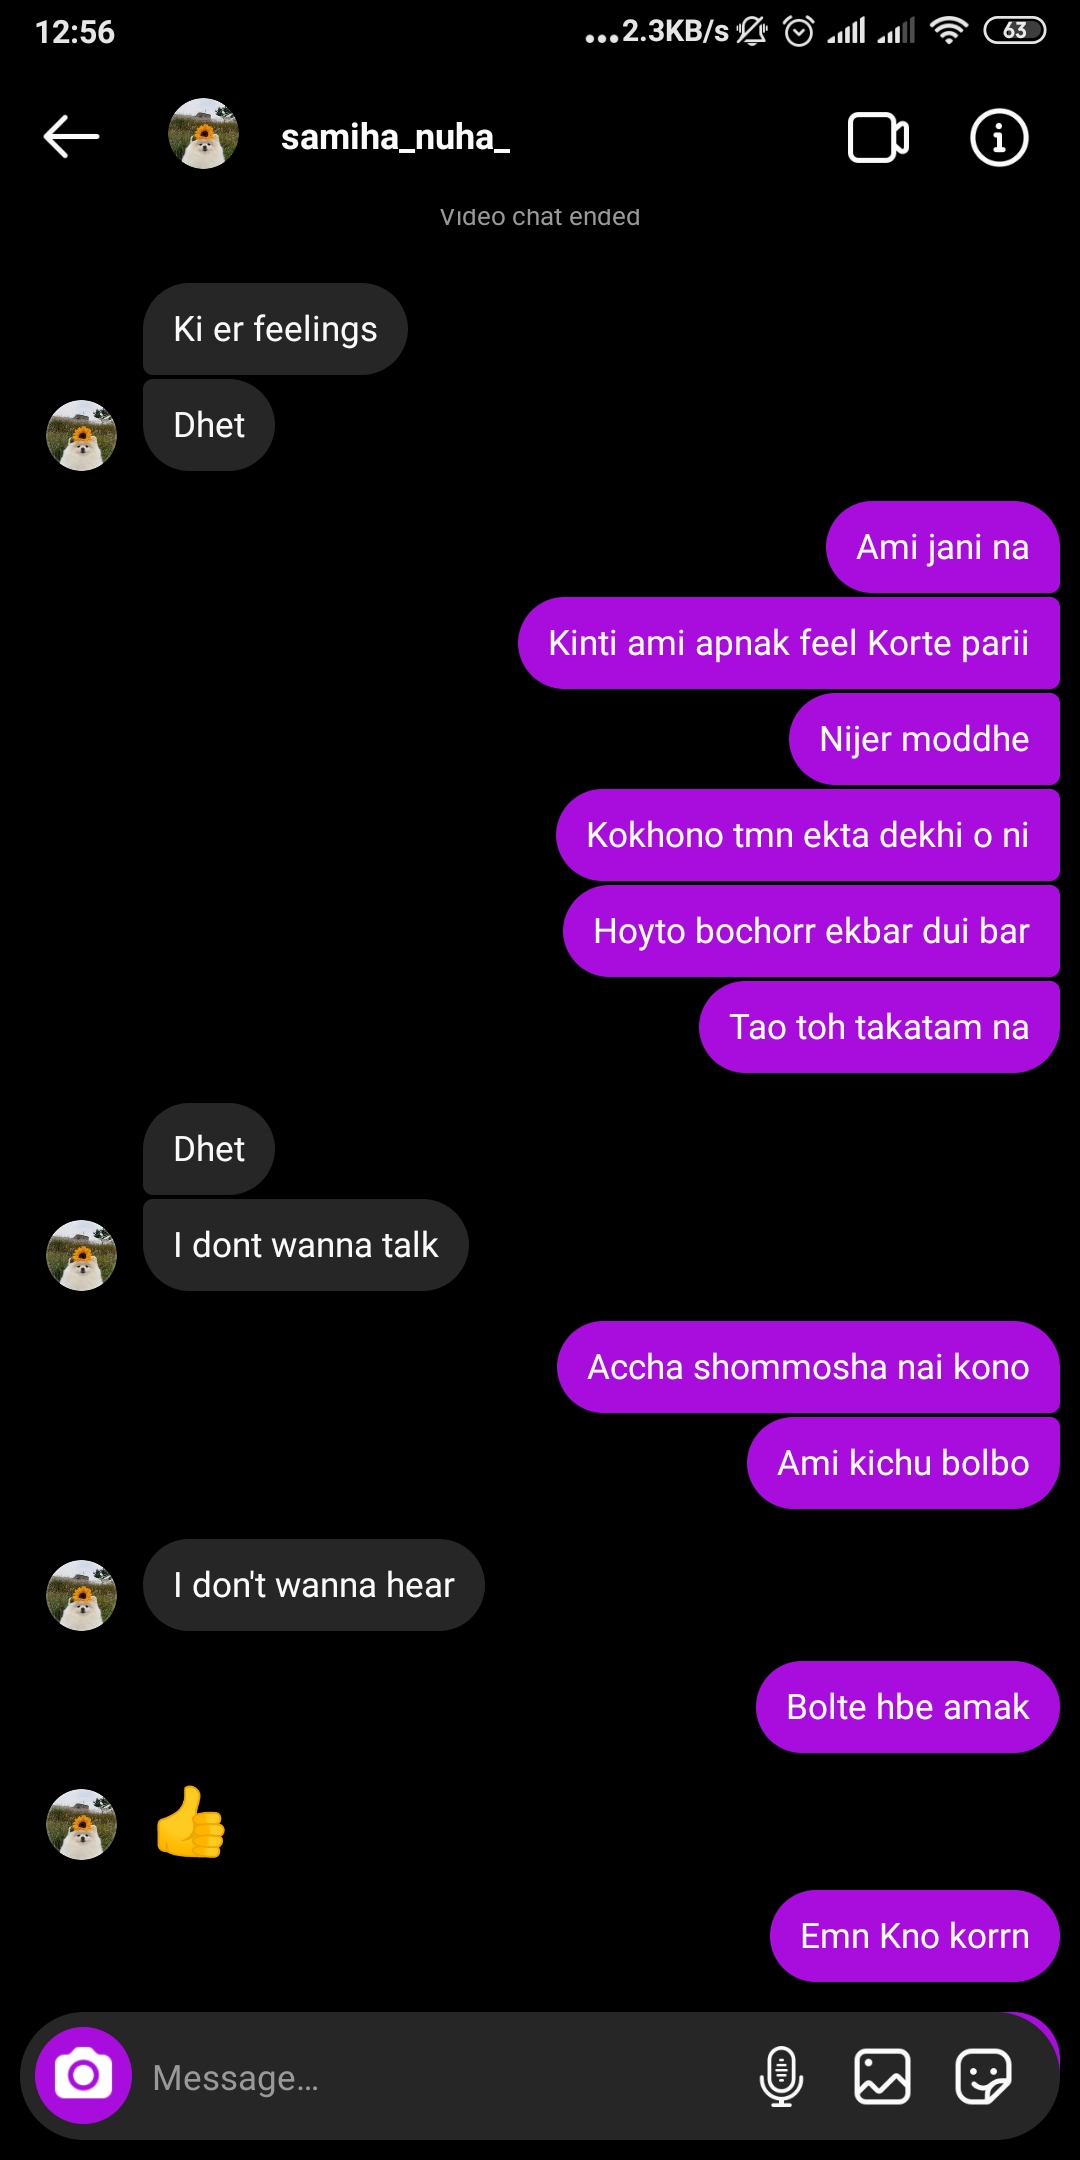 12:56
...2.3KB/s
63
samiha_nuha_
Video chat ended
Ki er feelings
Dhet
Ami jani na
Kinti ami apnak feel Korte parii
Nijer moddhe
Kokhono tmn ekta dekhi o ni
Hoyto bochorr ekbar dui bar
Tao toh takatam na
Dhet
I dont wanna talk
Accha shommosha nai kono
Ami kichu bolbo
I don't wanna hear
Bolte hbe amak
👍
Emn Kno korrn
Message...